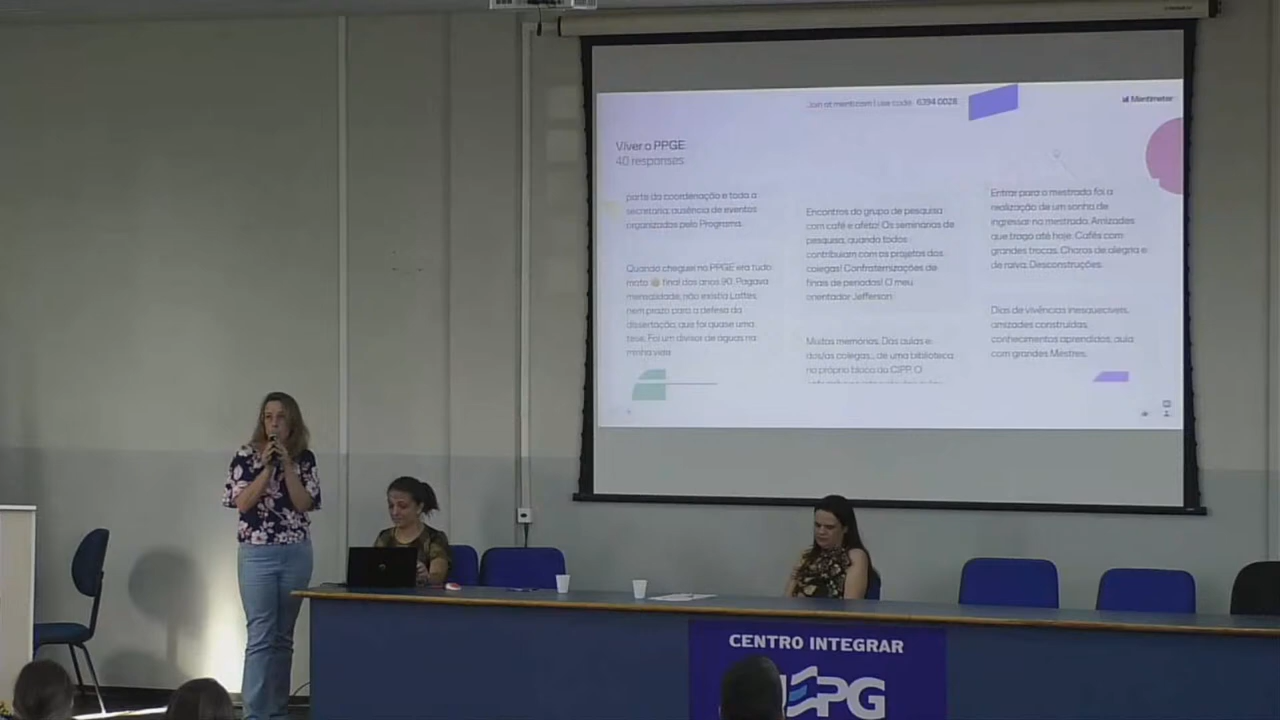 Join at menti.com | use code 6394 0028
Mentimeter
Viver o PPGE
40 responses
parte da coordenação e toda a
secretaria; ausência de eventos
organizados pelo Programa.
Quando cheguei no PPGE era tudo
mato 😊 final dos anos 90. Pagava
mensalidade, não existia Lattes,
nem prazo para a defesa da
dissertação, que foi quase uma
tese. Foi um divisor de águas na
minha vida
Encontros do grupo de pesquisa
com café e afeto! Os seminários de
pesquisa, quando todos
contribuíam com os projetos dos
colegas! Confraternizações de
finais de períodos! O meu
orientador Jefferson
Muitas memórias. Das aulas e
dos/as colegas... de uma biblioteca
no próprio bloco do CIPP. O
Entrar para o mestrado foi a
realização de um sonho de
ingressar no mestrado. Amizades
que trago até hoje. Cafés com
grandes trocas. Choros de alegria e
de raiva. Desconstruções.
Dias de vivências inesquecíveis,
amizades construídas,
conhecimentos aprendidos, aula
com grandes Mestres.
CENTRO INTEGRAR
UEPG